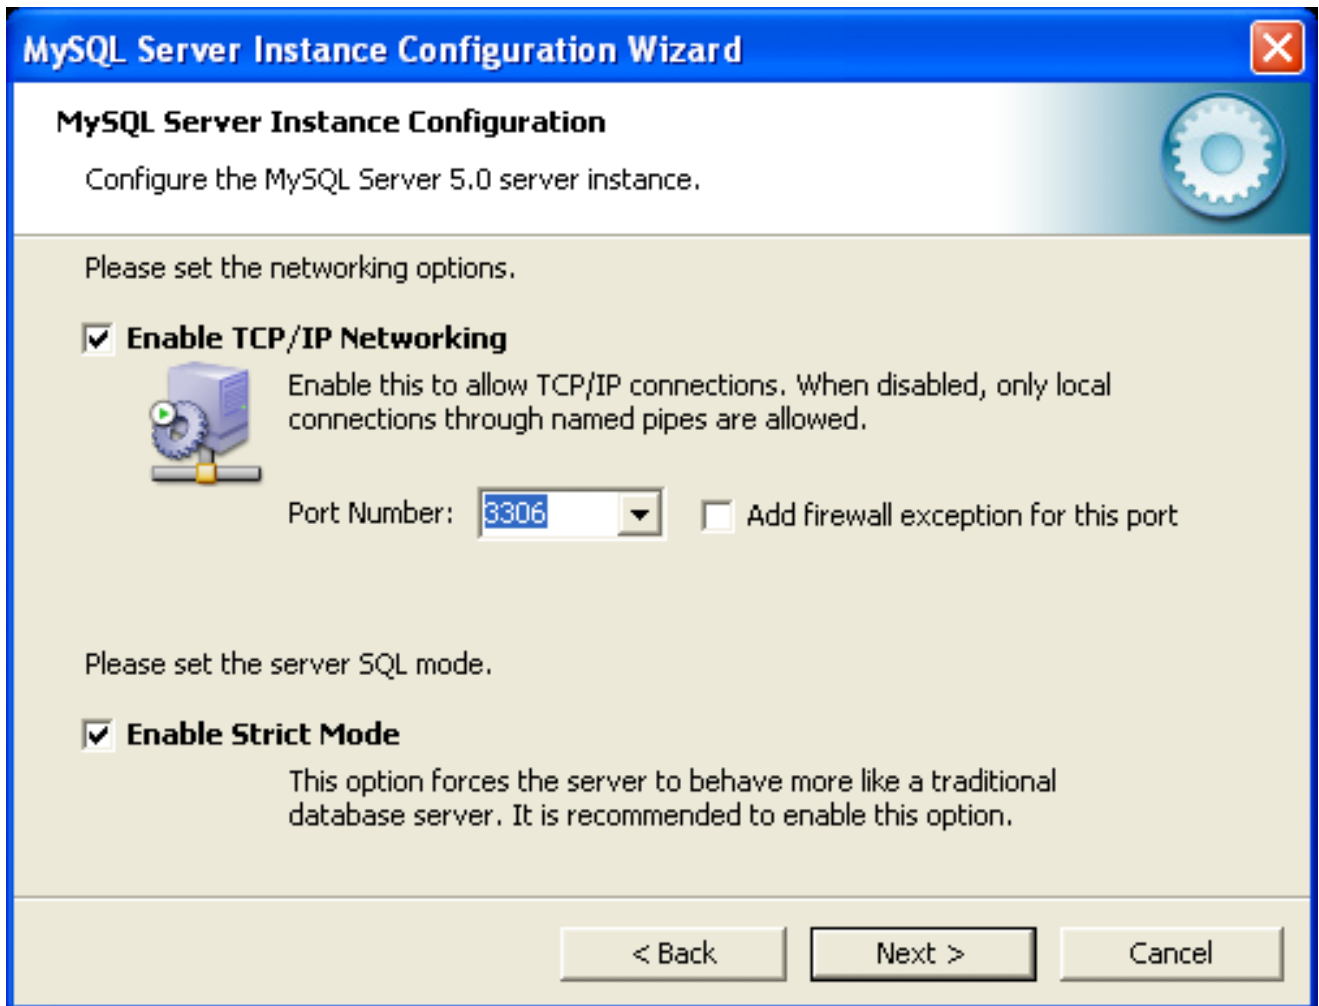 MySQL Server Instance Configuration Wizard
MySQL Server Instance Configuration
Configure the MySQL Server 5.0 server instance.
Please set the networking options.
Enable TCP/IP Networking
Enable this to allow TCP/IP connections. When disabled, only local
connections through named pipes are allowed.
Port Number: 3306 Add firewall exception for this port
Please set the server SQL mode.
Enable Strict Mode
This option forces the server to behave more like a traditional
database server. It is recommended to enable this option.
< Back Next > Cancel